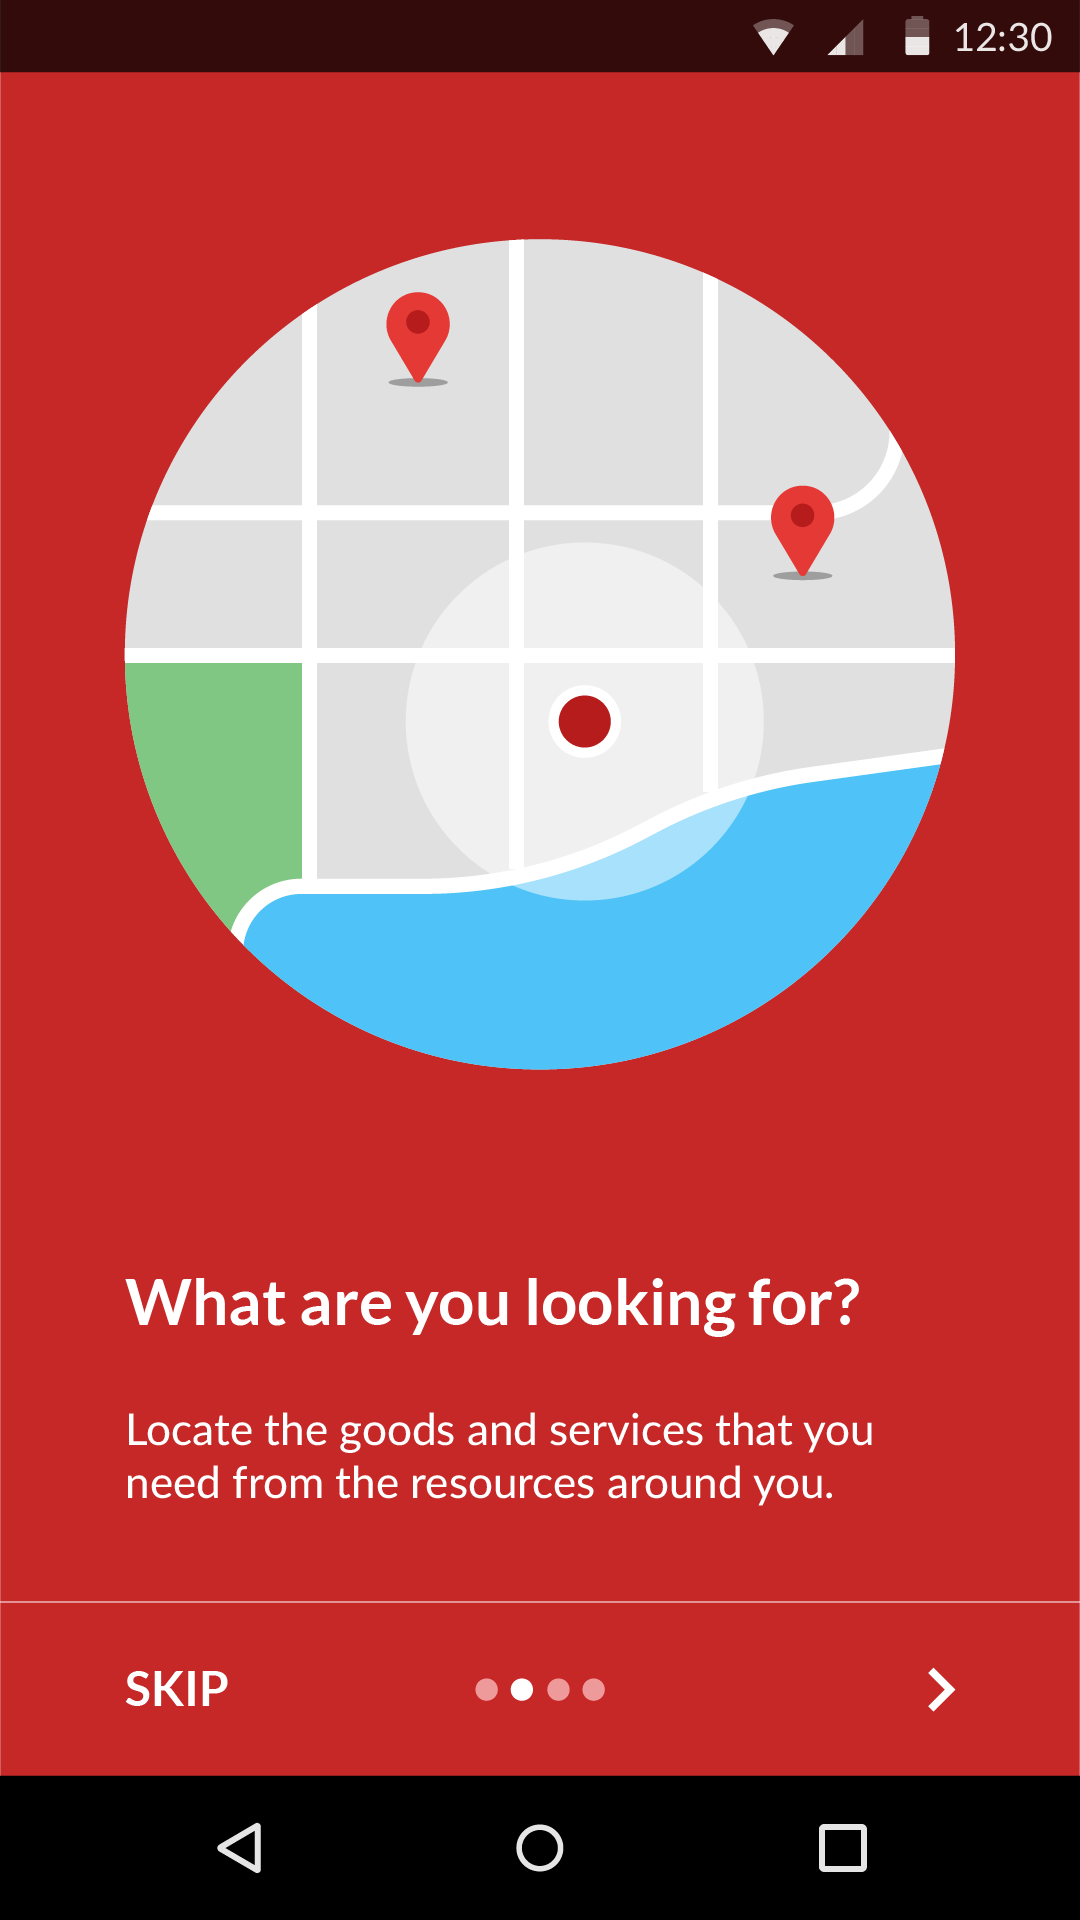 12:30
What are you looking for?
Locate the goods and services that you
need from the resources around you.
SKIP